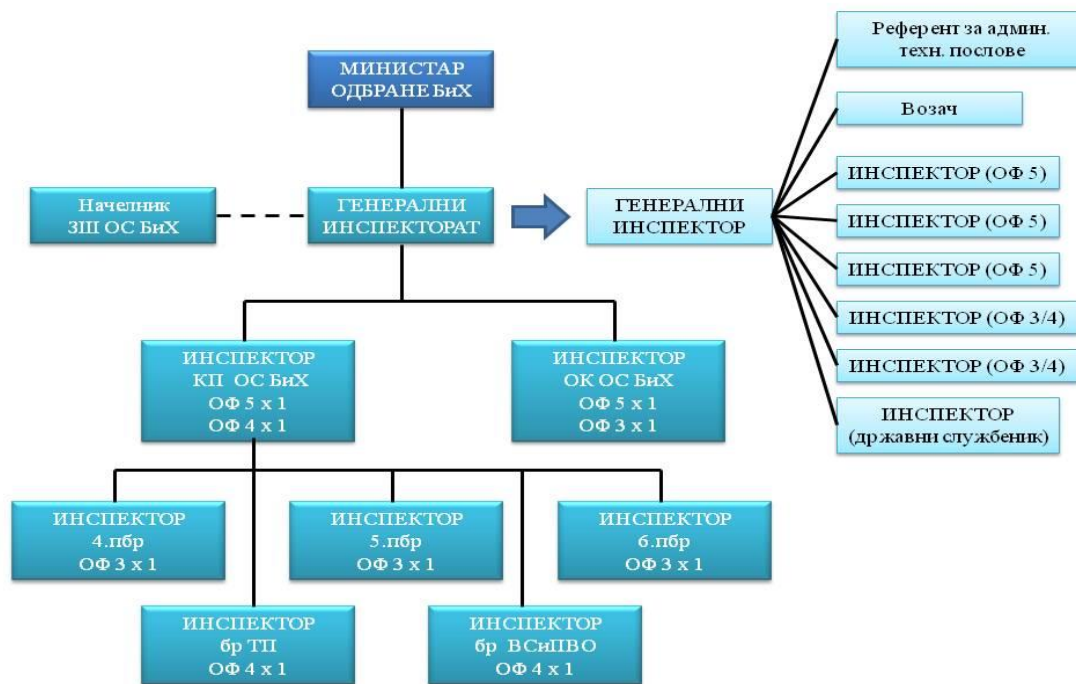 МИНИСТАР
ОДБРАНЕ БиХ
Начелник
ЗШ ОС БиХ
ГЕНЕРАЛНИ
ИНСПЕКТОРАТ
ГЕНЕРАЛНИ
ИНСПЕКТОР
Референт за админ.
техн. послове
Возач
ИНСПЕКТОР (ОФ 5)
ИНСПЕКТОР (ОФ 5)
ИНСПЕКТОР (ОФ 5)
ИНСПЕКТОР (ОФ 3/4)
ИНСПЕКТОР (ОФ 3/4)
ИНСПЕКТОР
(државни службеник)
ИНСПЕКТОР
КП ОС БиХ
ОФ 5 x 1
ОФ 4 x 1
ИНСПЕКТОР
ОК ОС БиХ
ОФ 5 x 1
ОФ 3 x 1
ИНСПЕКТОР
4.пбр
ОФ 3 x 1
ИНСПЕКТОР
5.пбр
ОФ 3 x 1
ИНСПЕКТОР
6.пбр
ОФ 3 x 1
ИНСПЕКТОР
бр ТП
ОФ 4 x 1
ИНСПЕКТОР
бр ВСиПВО
ОФ 4 x 1